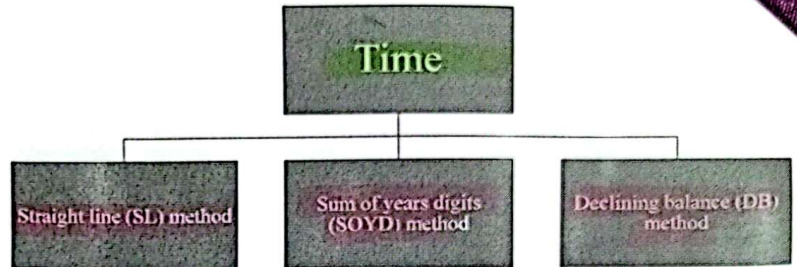 Time
Straight line (SL) method
Sum of years digits
(SOYD) method
Declining balance (DB)
method